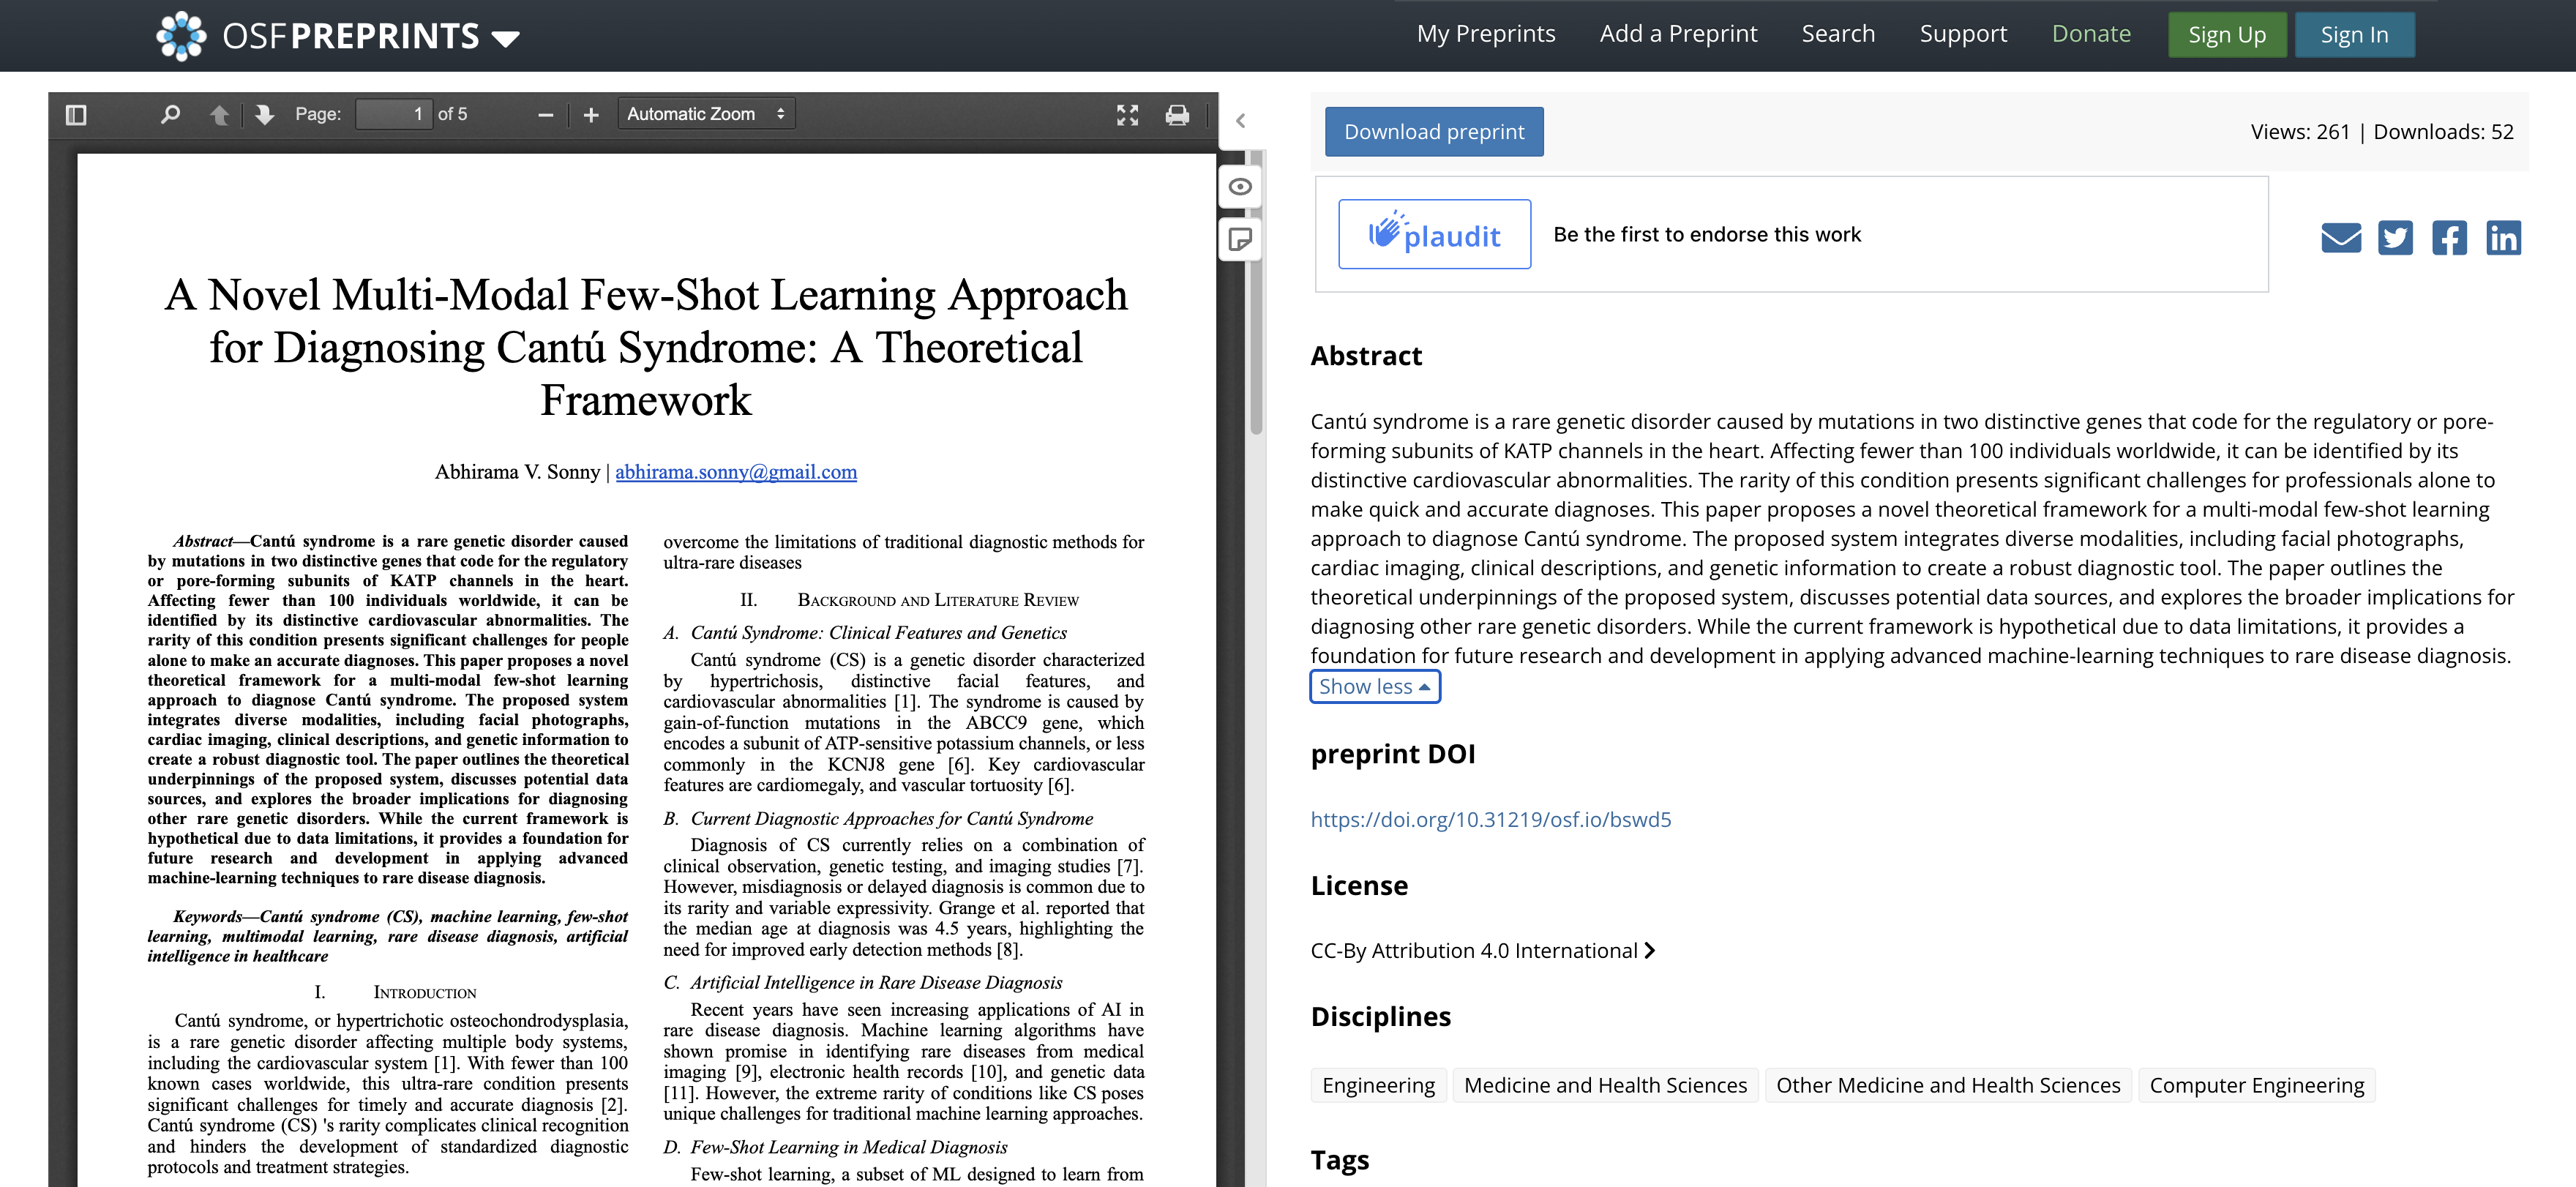 OSFPREPRINTS
My Preprints Add a Preprint Search Support Donate Sign Up Sign In
Page: 1 of 5 Automatic Zoom
A Novel Multi-Modal Few-Shot Learning Approach
for Diagnosing Cantú Syndrome: A Theoretical
Framework
Abhirama V. Sonny | abhirama.sonny@gmail.com
Abstract—Cantú syndrome is a rare genetic disorder caused
by mutations in two distinctive genes that code for the regulatory
or pore-forming subunits of KATP channels in the heart.
Affecting fewer than 100 individuals worldwide, it can be
identified by its distinctive cardiovascular abnormalities. The
rarity of this condition presents significant challenges for people
alone to make an accurate diagnoses. This paper proposes a novel
theoretical framework for a multi-modal few-shot learning
approach to diagnose Cantú syndrome. The proposed system
integrates diverse modalities, including facial photographs,
cardiac imaging, clinical descriptions, and genetic information to
create a robust diagnostic tool. The paper outlines the theoretical
underpinnings of the proposed system, discusses potential data
sources, and explores the broader implications for diagnosing
other rare genetic disorders. While the current framework is
hypothetical due to data limitations, it provides a foundation for
future research and development in applying advanced
machine-learning techniques to rare disease diagnosis.
Keywords—Cantú syndrome (CS), machine learning, few-shot
learning, multimodal learning, rare disease diagnosis, artificial
intelligence in healthcare
I. INTRODUCTION
Cantú syndrome, or hypertrichotic osteochondrodysplasia,
is a rare genetic disorder affecting multiple body systems,
including the cardiovascular system [1]. With fewer than 100
known cases worldwide, this ultra-rare condition presents
significant challenges for timely and accurate diagnosis [2].
Cantú syndrome (CS) 's rarity complicates clinical recognition
and hinders the development of standardized diagnostic
protocols and treatment strategies.
overcome the limitations of traditional diagnostic methods for
ultra-rare diseases
II. BACKGROUND AND LITERATURE REVIEW
A. Cantú Syndrome: Clinical Features and Genetics
Cantú syndrome (CS) is a genetic disorder characterized
by hypertrichosis, distinctive facial features, and
cardiovascular abnormalities [1]. The syndrome is caused by
gain-of-function mutations in the ABCC9 gene, which
encodes a subunit of ATP-sensitive potassium channels, or less
commonly in the KCNJ8 gene [6]. Key cardiovascular
features are cardiomegaly, and vascular tortuosity [6].
B. Current Diagnostic Approaches for Cantú Syndrome
Diagnosis of CS currently relies on a combination of
clinical observation, genetic testing, and imaging studies [7].
However, misdiagnosis or delayed diagnosis is common due to
its rarity and variable expressivity. Grange et al. reported that
the median age at diagnosis was 4.5 years, highlighting the
need for improved early detection methods [8].
C. Artificial Intelligence in Rare Disease Diagnosis
Recent years have seen increasing applications of AI in
rare disease diagnosis. Machine learning algorithms have
shown promise in identifying rare diseases from medical
imaging [9], electronic health records [10], and genetic data
[11]. However, the extreme rarity of conditions like CS poses
unique challenges for traditional machine learning approaches.
D. Few-Shot Learning in Medical Diagnosis
Few-shot learning, a subset of ML designed to learn from
Download preprint
Views: 261 | Downloads: 52
plaudit Be the first to endorse this work
Abstract
Cantú syndrome is a rare genetic disorder caused by mutations in two distinctive genes that code for the regulatory or pore-
forming subunits of KATP channels in the heart. Affecting fewer than 100 individuals worldwide, it can be identified by its
distinctive cardiovascular abnormalities. The rarity of this condition presents significant challenges for professionals alone to
make quick and accurate diagnoses. This paper proposes a novel theoretical framework for a multi-modal few-shot learning
approach to diagnose Cantú syndrome. The proposed system integrates diverse modalities, including facial photographs,
cardiac imaging, clinical descriptions, and genetic information to create a robust diagnostic tool. The paper outlines the
theoretical underpinnings of the proposed system, discusses potential data sources, and explores the broader implications for
diagnosing other rare genetic disorders. While the current framework is hypothetical due to data limitations, it provides a
foundation for future research and development in applying advanced machine-learning techniques to rare disease diagnosis.
Show less
preprint DOI
https://doi.org/10.31219/osf.io/bswd5
License
CC-By Attribution 4.0 International
Disciplines
Engineering Medicine and Health Sciences Other Medicine and Health Sciences Computer Engineering
Tags